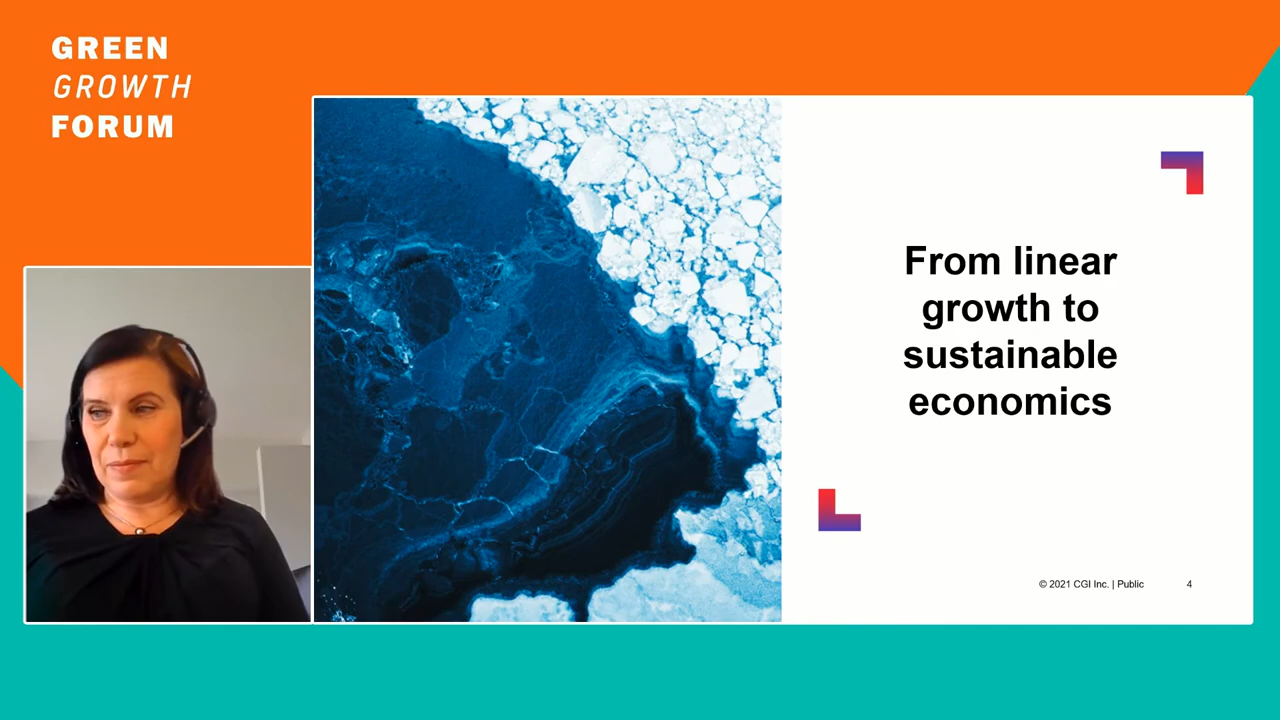 GREEN
GROWTH
FORUM
From linear
growth to
sustainable
economics
© 2021 CGI Inc. | Public
4